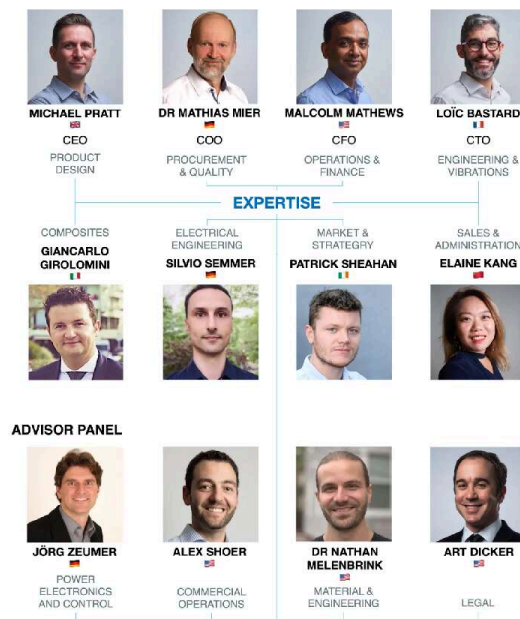 MICHAEL PRATT
CEO
PRODUCT
DESIGN
DR MATHIAS MIER
COO
PROCUREMENT
& QUALITY
MALCOLM MATHEWS
CFO
OPERATIONS &
FINANCE
LOÏC BASTARD
CTO
ENGINEERING &
VIBRATIONS
EXPERTISE
COMPOSITES
GIANCARLO
GIROLOMINI
ELECTRICAL
ENGINEERING
SILVIO SEMMER
MARKET &
STRATEGRY
PATRICK SHEAHAN
SALES &
ADMINISTRATION
ELAINE KANG
ADVISOR PANEL
JÖRG ZEUMER
POWER
ELECTRONICS
AND CONTROL
ALEX SHOER
COMMERCIAL
OPERATIONS
DR NATHAN
MELENBRINK
MATERIAL &
ENGINEERING
ART DICKER
LEGAL